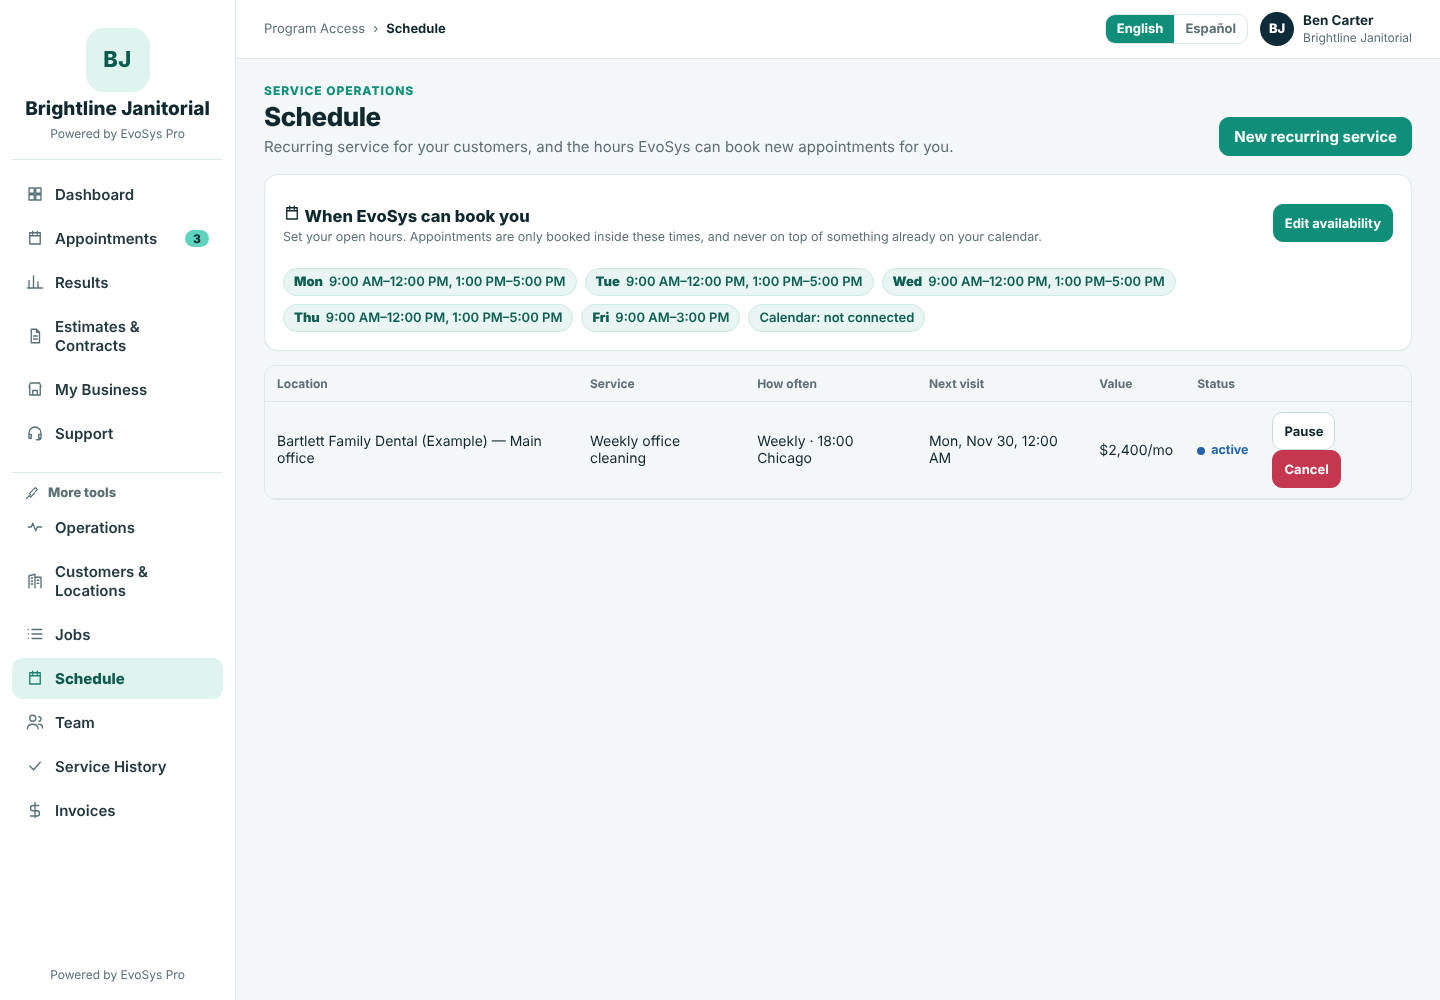 BJ
Brightline Janitorial
Powered by EvoSys Pro
Dashboard
Appointments 3
Results
Estimates &
Contracts
My Business
Support
More tools
Operations
Customers &
Locations
Jobs
Schedule
Team
Service History
Invoices
Powered by EvoSys Pro
Program Access › Schedule
English Español
BJ
Ben Carter
Brightline Janitorial
SERVICE OPERATIONS
Schedule
Recurring service for your customers, and the hours EvoSys can book new appointments for you.
New recurring service
When EvoSys can book you
Set your open hours. Appointments are only booked inside these times, and never on top of something already on your calendar.
Edit availability
Mon 9:00 AM–12:00 PM, 1:00 PM–5:00 PM Tue 9:00 AM–12:00 PM, 1:00 PM–5:00 PM Wed 9:00 AM–12:00 PM, 1:00 PM–5:00 PM
Thu 9:00 AM–12:00 PM, 1:00 PM–5:00 PM Fri 9:00 AM–3:00 PM Calendar: not connected
Location Service How often Next visit Value Status
Bartlett Family Dental (Example) — Main
office
Weekly office
cleaning
Weekly · 18:00
Chicago
Mon, Nov 30, 12:00
AM
$2,400/mo
active
Pause
Cancel